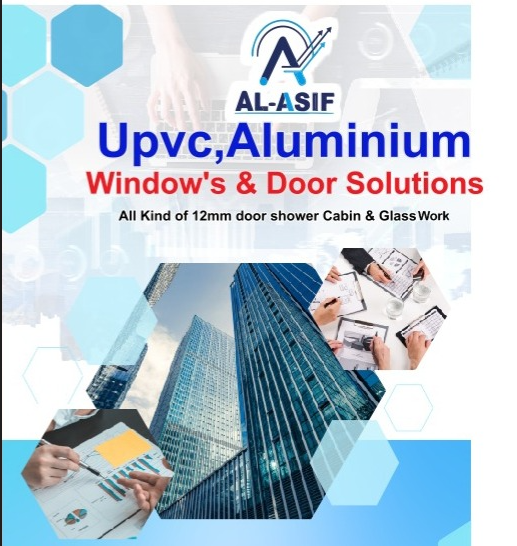 AL-ASIF
Upvc,Aluminium
Window's & Door Solutions
All Kind of 12mm door shower Cabin & Glass Work